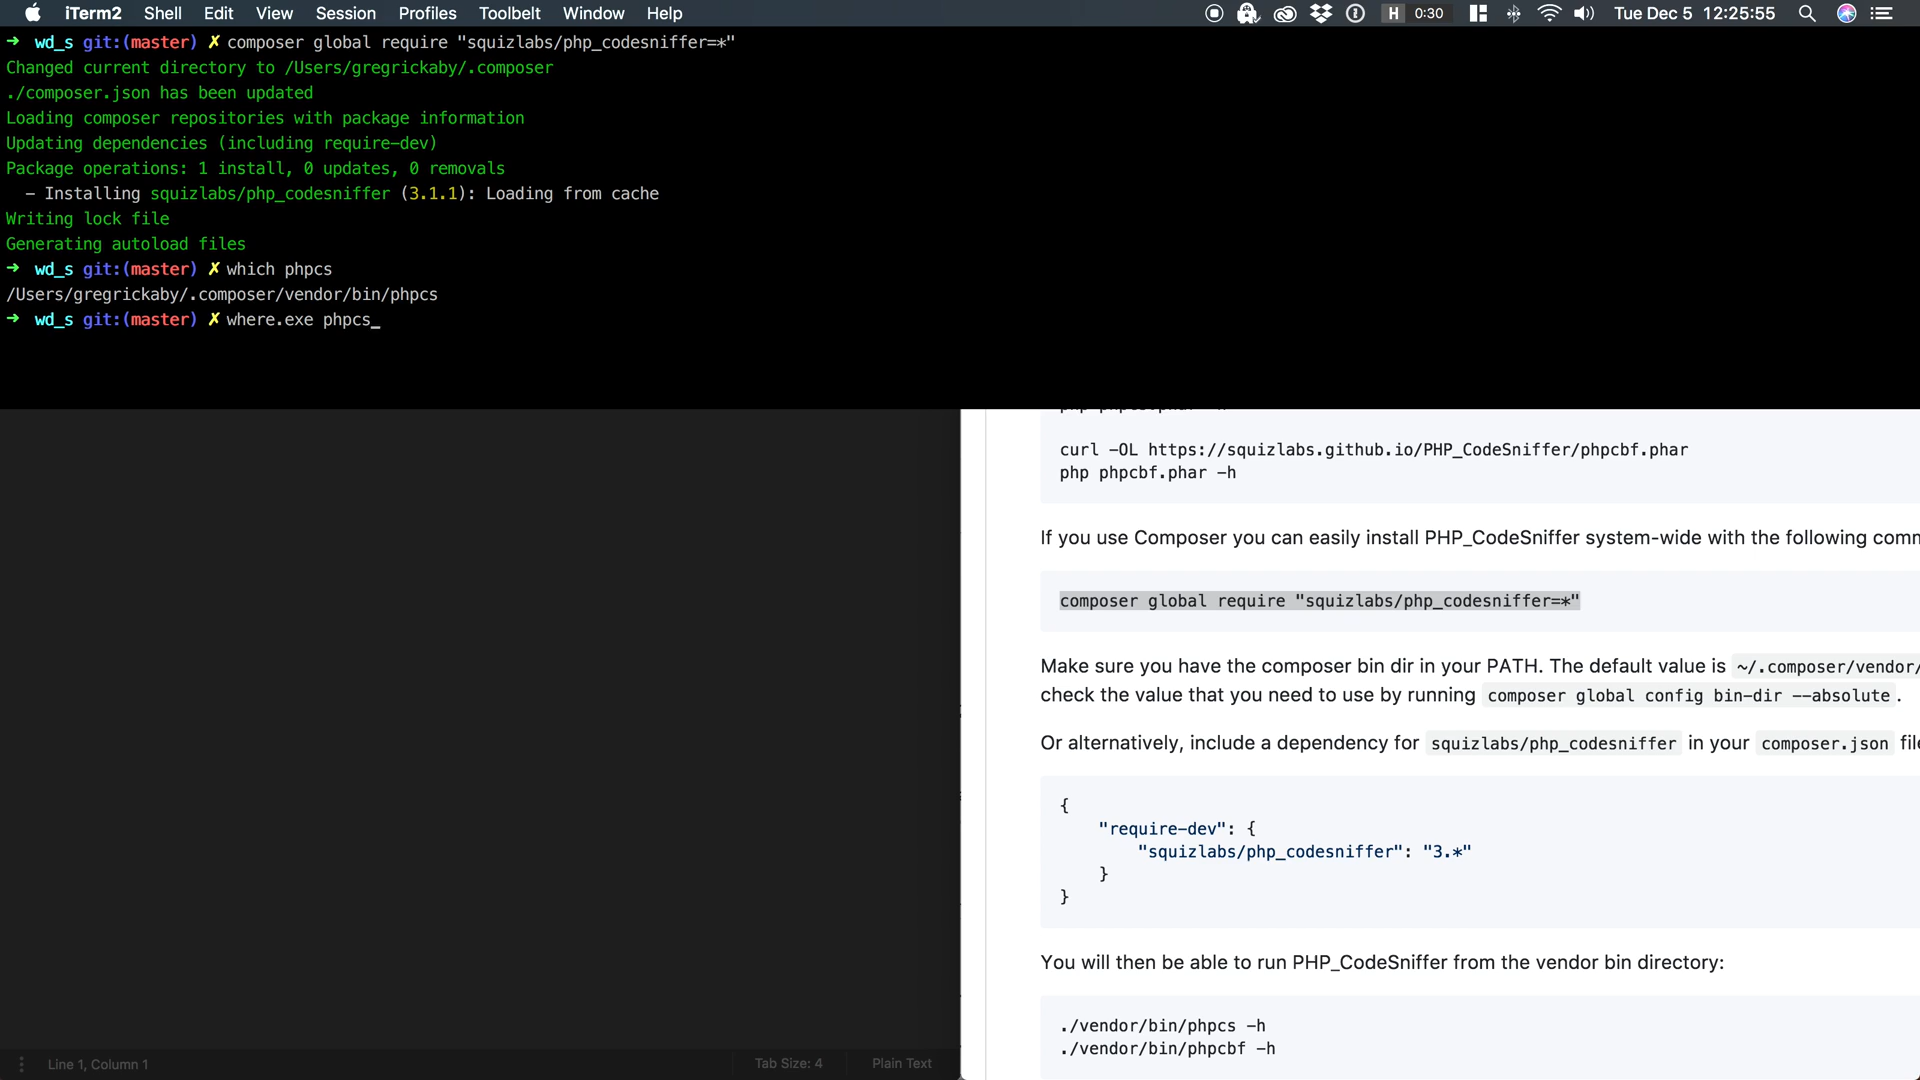 iTerm2 Shell Edit View Session Profiles Toolbelt Window Help H 0:30 Tue Dec 5 12:25:55
➜ wd_s git:(master) ✗ composer global require "squizlabs/php_codesniffer=*"
Changed current directory to /Users/gregrickaby/.composer
./composer.json has been updated
Loading composer repositories with package information
Updating dependencies (including require-dev)
Package operations: 1 install, 0 updates, 0 removals
- Installing squizlabs/php_codesniffer (3.1.1): Loading from cache
Writing lock file
Generating autoload files
➜ wd_s git:(master) ✗ which phpcs
/Users/gregrickaby/.composer/vendor/bin/phpcs
➜ wd_s git:(master) ✗ where.exe phpcs_
curl -OL https://squizlabs.github.io/PHP_CodeSniffer/phpcbf.phar
php phpcbf.phar -h
If you use Composer you can easily install PHP_CodeSniffer system-wide with the following comm
composer global require "squizlabs/php_codesniffer=*"
Make sure you have the composer bin dir in your PATH. The default value is ~/.composer/vendor/
check the value that you need to use by running composer global config bin-dir --absolute.
Or alternatively, include a dependency for squizlabs/php_codesniffer in your composer.json file
{
"require-dev": {
"squizlabs/php_codesniffer": "3.*"
}
}
You will then be able to run PHP_CodeSniffer from the vendor bin directory:
./vendor/bin/phpcs -h
./vendor/bin/phpcbf -h
Line 1, Column 1 Tab Size: 4 Plain Text